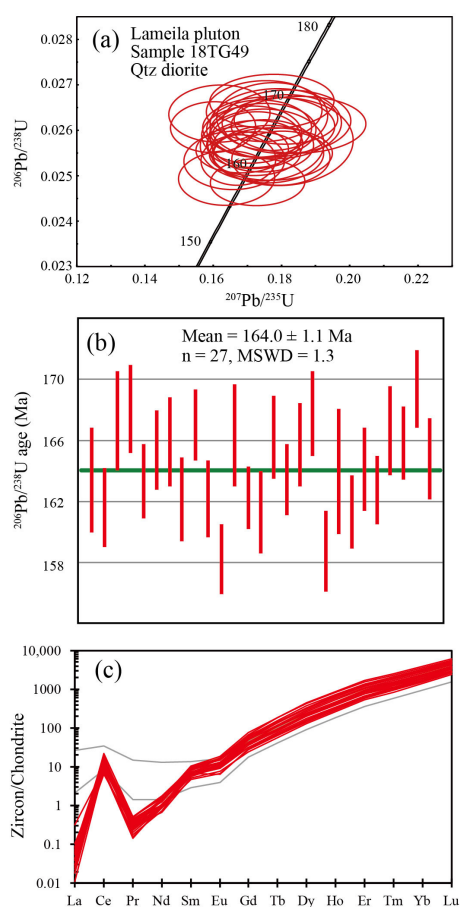 (a)
Lameila pluton
Sample 18TG49
Qtz diorite
180
170
160
150
0.028
0.027
0.026
0.025
0.024
0.023
²⁰⁶Pb/²³⁸U
0.12 0.14 0.16 0.18 0.20 0.22
²⁰⁷Pb/²³⁵U
(b)
Mean = 164.0 ± 1.1 Ma
n = 27, MSWD = 1.3
170
166
162
158
²⁰⁶Pb/²³⁸U age (Ma)
(c)
10,000
1000
100
10
1
0.1
0.01
Zircon/Chondrite
La Ce Pr Nd Sm Eu Gd Tb Dy Ho Er Tm Yb Lu